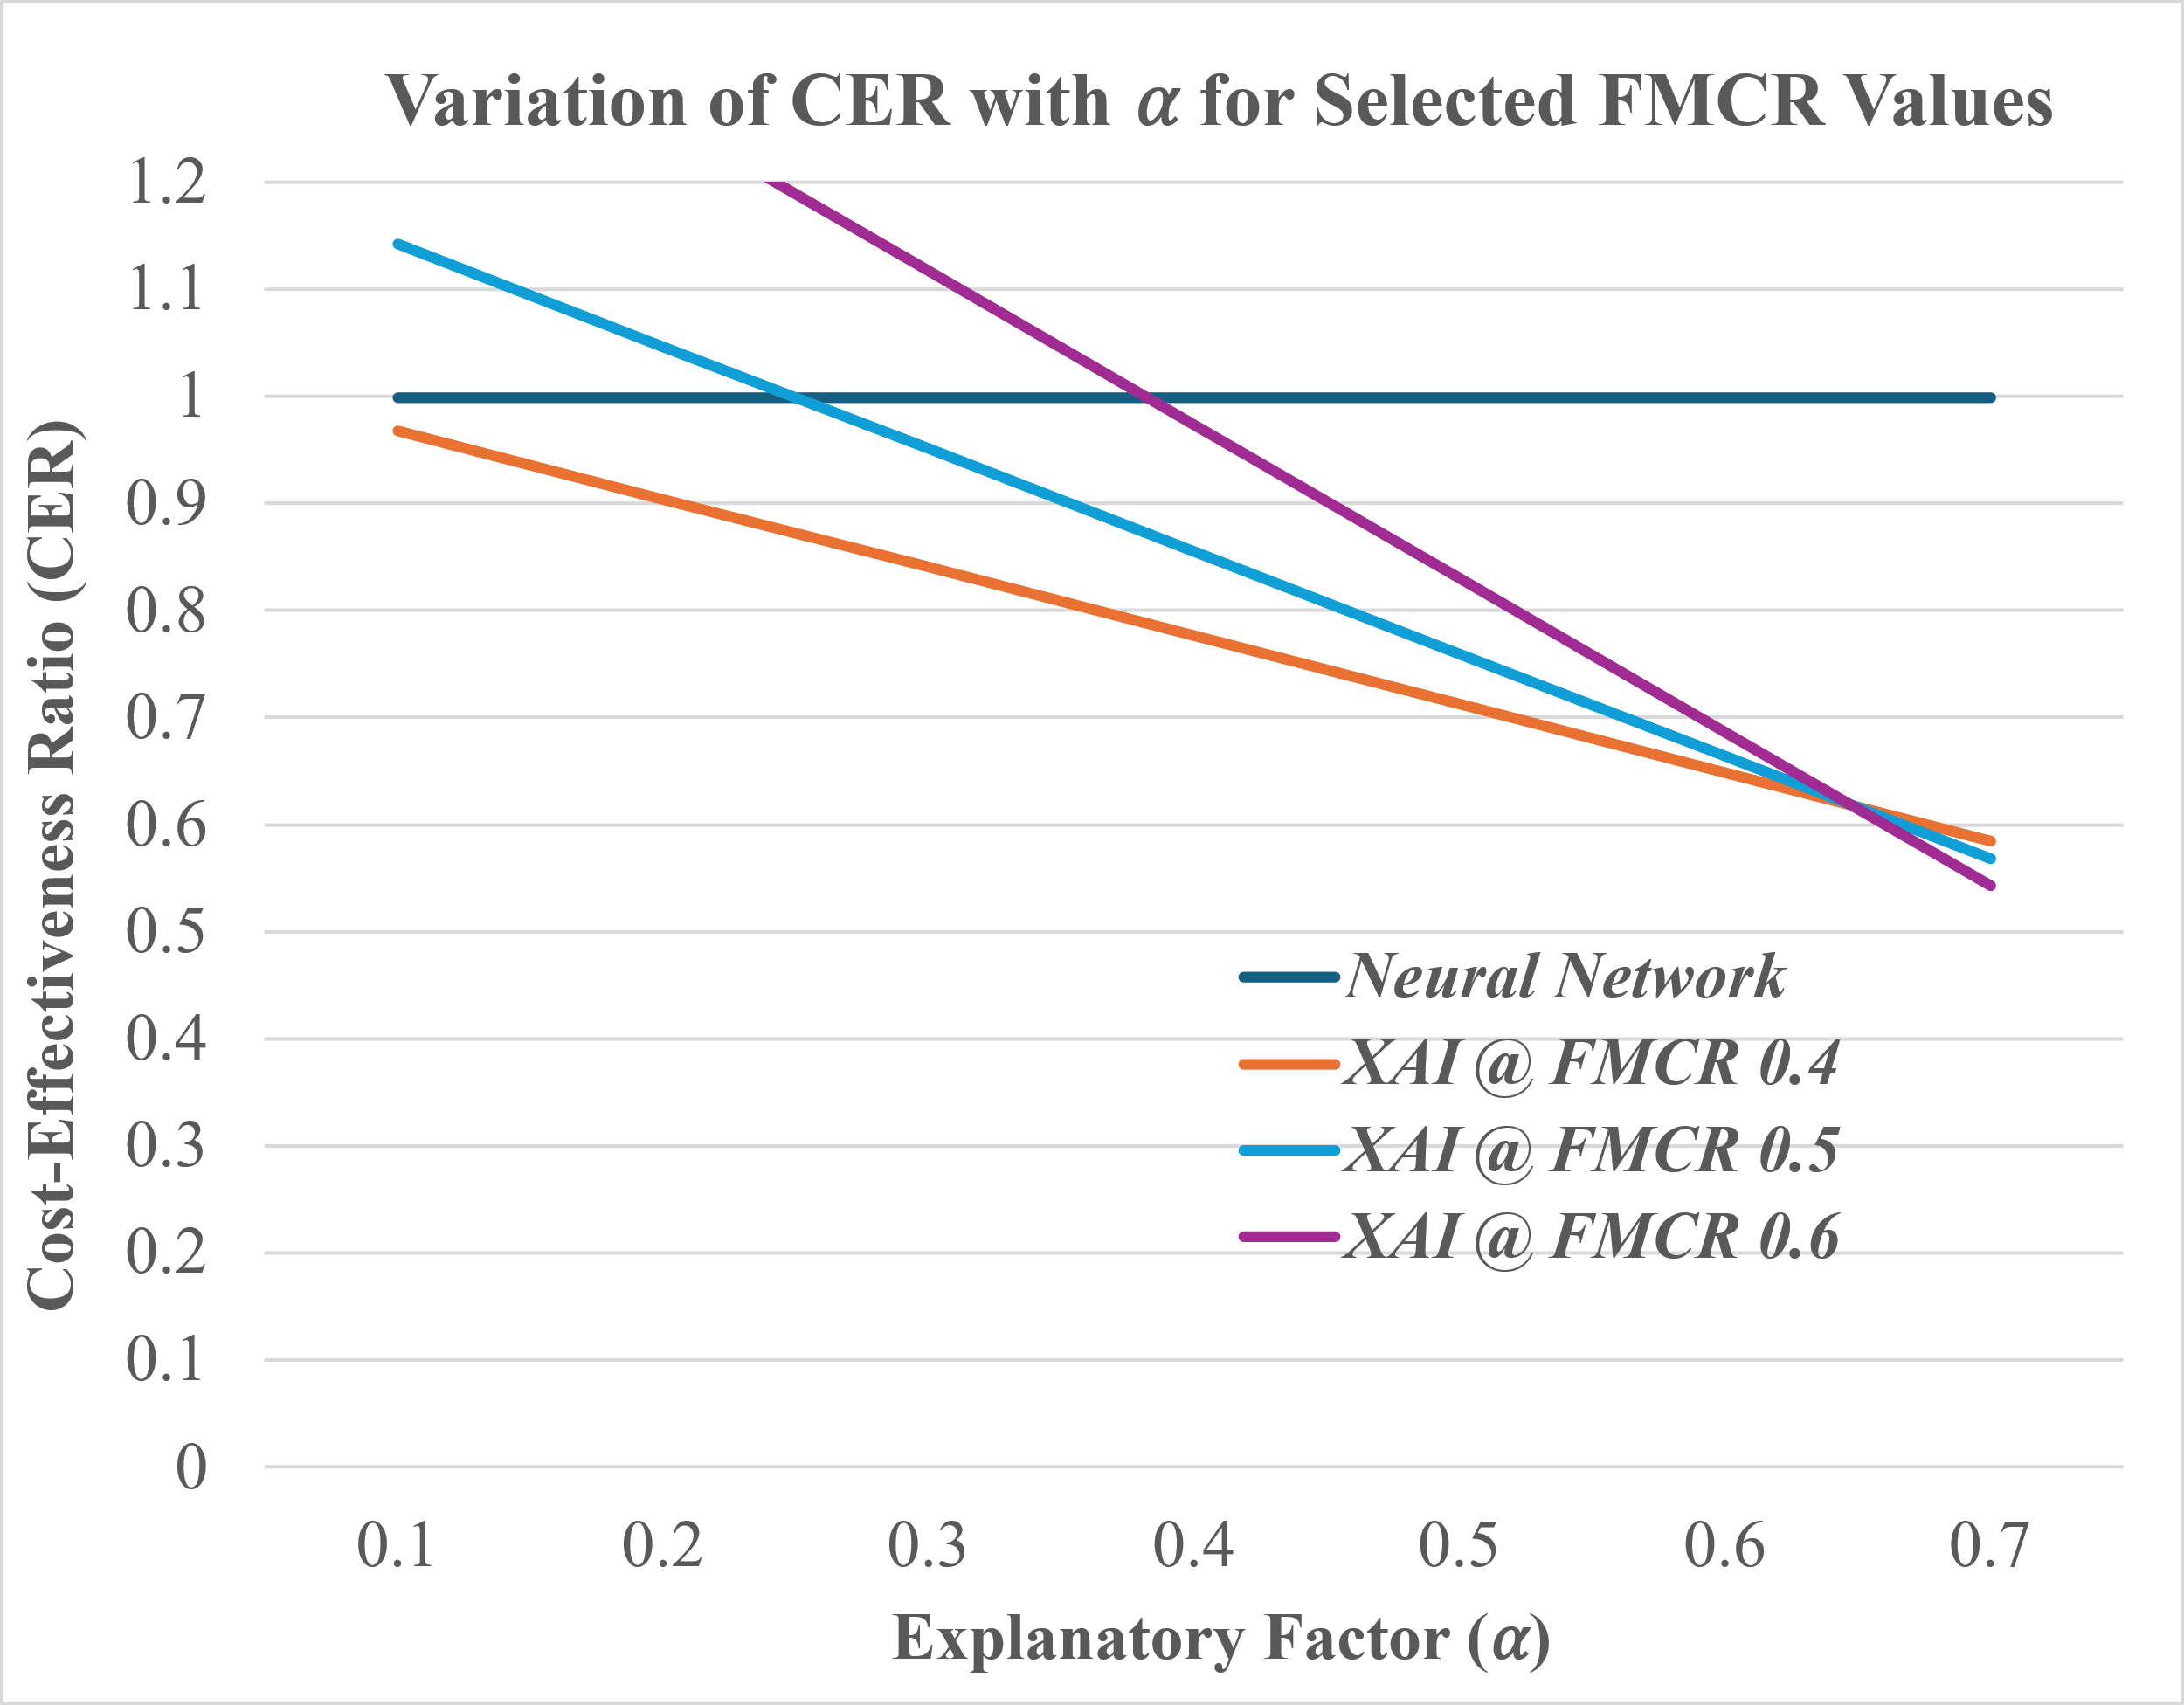 Variation of CER with α for Selected FMCR Values
1.2
1.1
1
0.9
0.8
0.7
0.6
0.5
0.4
0.3
0.2
0.1
0
Cost-Effectiveness Ratio (CER)
Neural Network
XAI @ FMCR 0.4
XAI @ FMCR 0.5
XAI @ FMCR 0.6
0.1 0.2 0.3 0.4 0.5 0.6 0.7
Explanatory Factor (α)